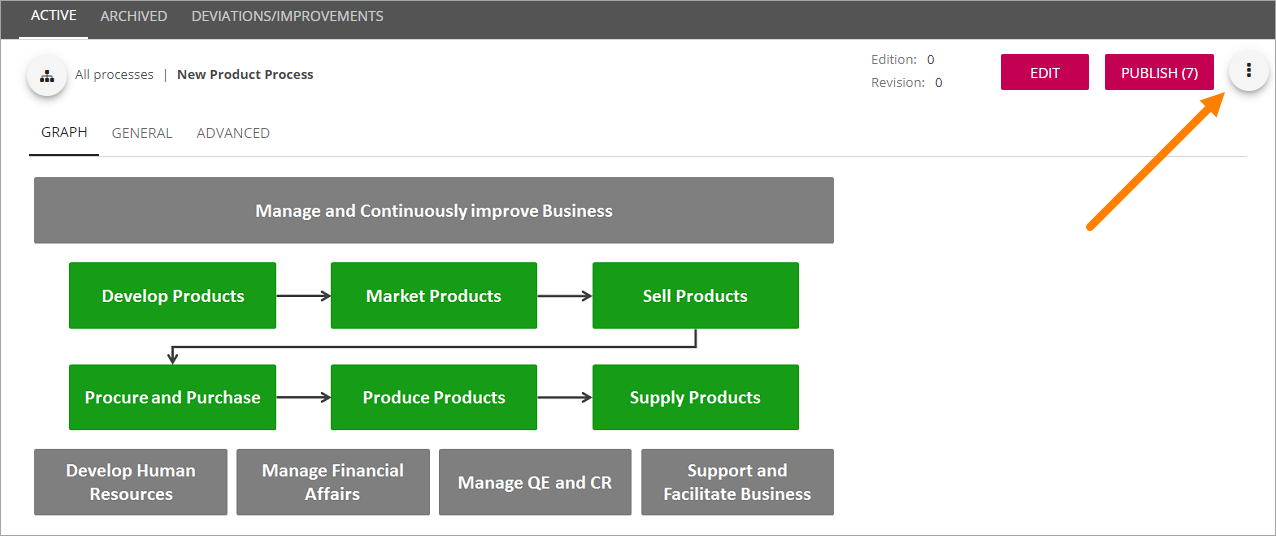 ACTIVE ARCHIVED DEVIATIONS/IMPROVEMENTS
All processes | New Product Process
Edition: 0
Revision: 0
EDIT
PUBLISH (7)
GRAPH GENERAL ADVANCED
Manage and Continuously improve Business
Develop Products
Market Products
Sell Products
Procure and Purchase
Produce Products
Supply Products
Develop Human
Resources
Manage Financial
Affairs
Manage QE and CR
Support and
Facilitate Business